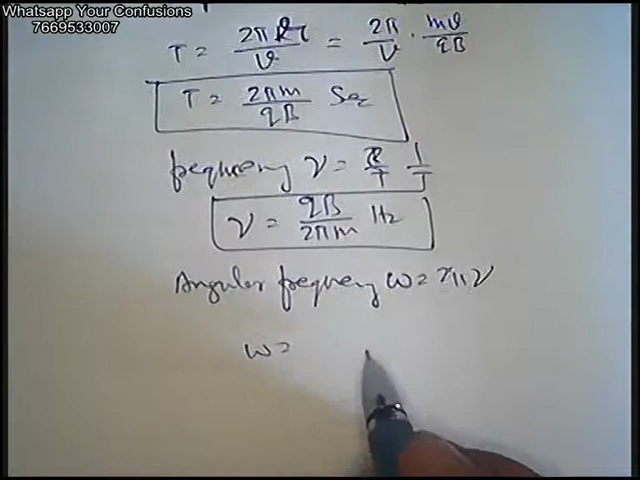 Whatsapp Your Confusions
7669533007
T = 2πr/v = 2π/v · mv/qB
T = 2πm/qB Sec
frequency ν = 1/T
ν = qB/2πm Hz
Angular frequency ω = 2πν
ω =